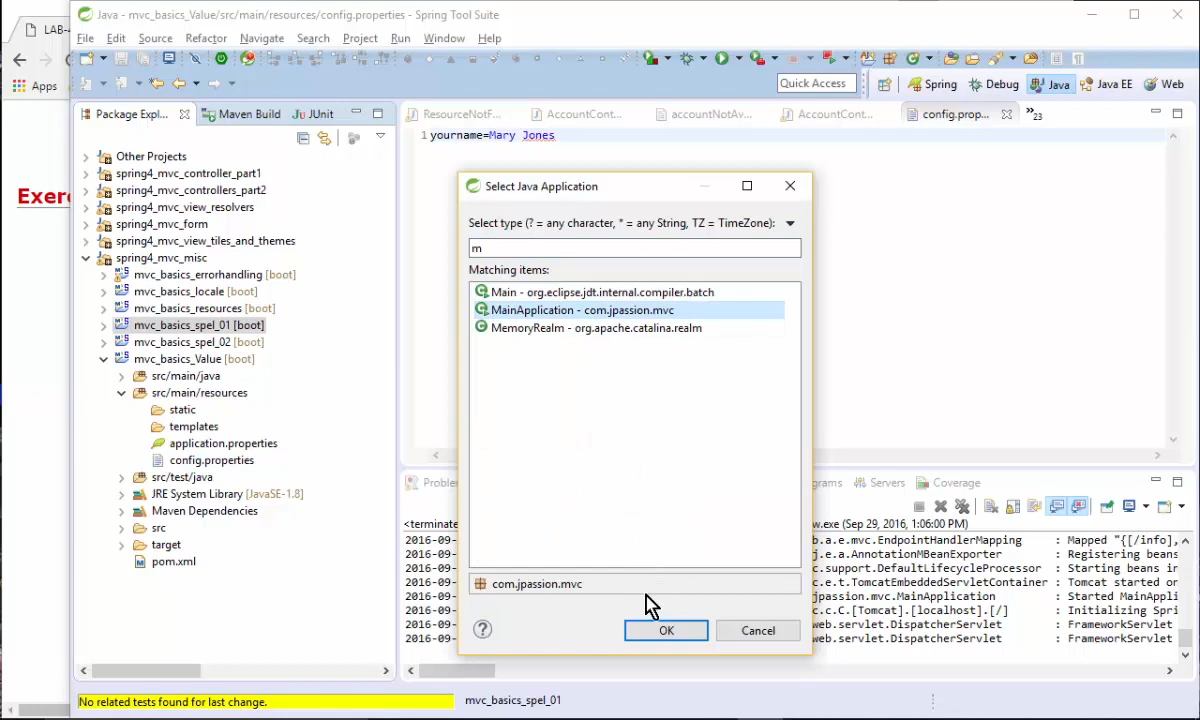 LAB-4
Apps
Exerc
Java - mvc_basics_Value/src/main/resources/config.properties - Spring Tool Suite
File Edit Source Refactor Navigate Search Project Run Window Help
Quick Access
Spring Debug Java Java EE Web
Package Expl... Maven Build JUnit
Other Projects
spring4_mvc_controller_part1
spring4_mvc_controllers_part2
spring4_mvc_view_resolvers
spring4_mvc_form
spring4_mvc_view_tiles_and_themes
spring4_mvc_misc
mvc_basics_errorhandling [boot]
mvc_basics_locale [boot]
mvc_basics_resources [boot]
mvc_basics_spel_01 [boot]
mvc_basics_spel_02 [boot]
mvc_basics_Value [boot]
src/main/java
src/main/resources
static
templates
application.properties
config.properties
src/test/java
JRE System Library [JavaSE-1.8]
Maven Dependencies
src
target
pom.xml
ResourceNotF... AccountCont... accountNotAv... AccountCont... config.prop... 23
1 yourname=Mary Jones
Select Java Application
Select type (? = any character, * = any String, TZ = TimeZone):
m
Matching items:
Main - org.eclipse.jdt.internal.compiler.batch
MainApplication - com.jpassion.mvc
MemoryRealm - org.apache.catalina.realm
com.jpassion.mvc
OK Cancel
Problem grams Servers Coverage
<terminate w.exe (Sep 29, 2016, 1:06:00 PM)
2016-09- b.a.e.mvc.EndpointHandlerMapping : Mapped "{[/info],
2016-09- j.e.a.AnnotationMBeanExporter : Registering beans
2016-09- c.support.DefaultLifecycleProcessor : Starting beans in
2016-09- c.e.t.TomcatEmbeddedServletContainer : Tomcat started on
2016-09- jpassion.mvc.MainApplication : Started MainAppli
2016-09- c.c.C.[Tomcat].[localhost].[/] : Initializing Spri
2016-09- web.servlet.DispatcherServlet : FrameworkServlet
2016-09- web.servlet.DispatcherServlet : FrameworkServlet
No related tests found for last change.
mvc_basics_spel_01